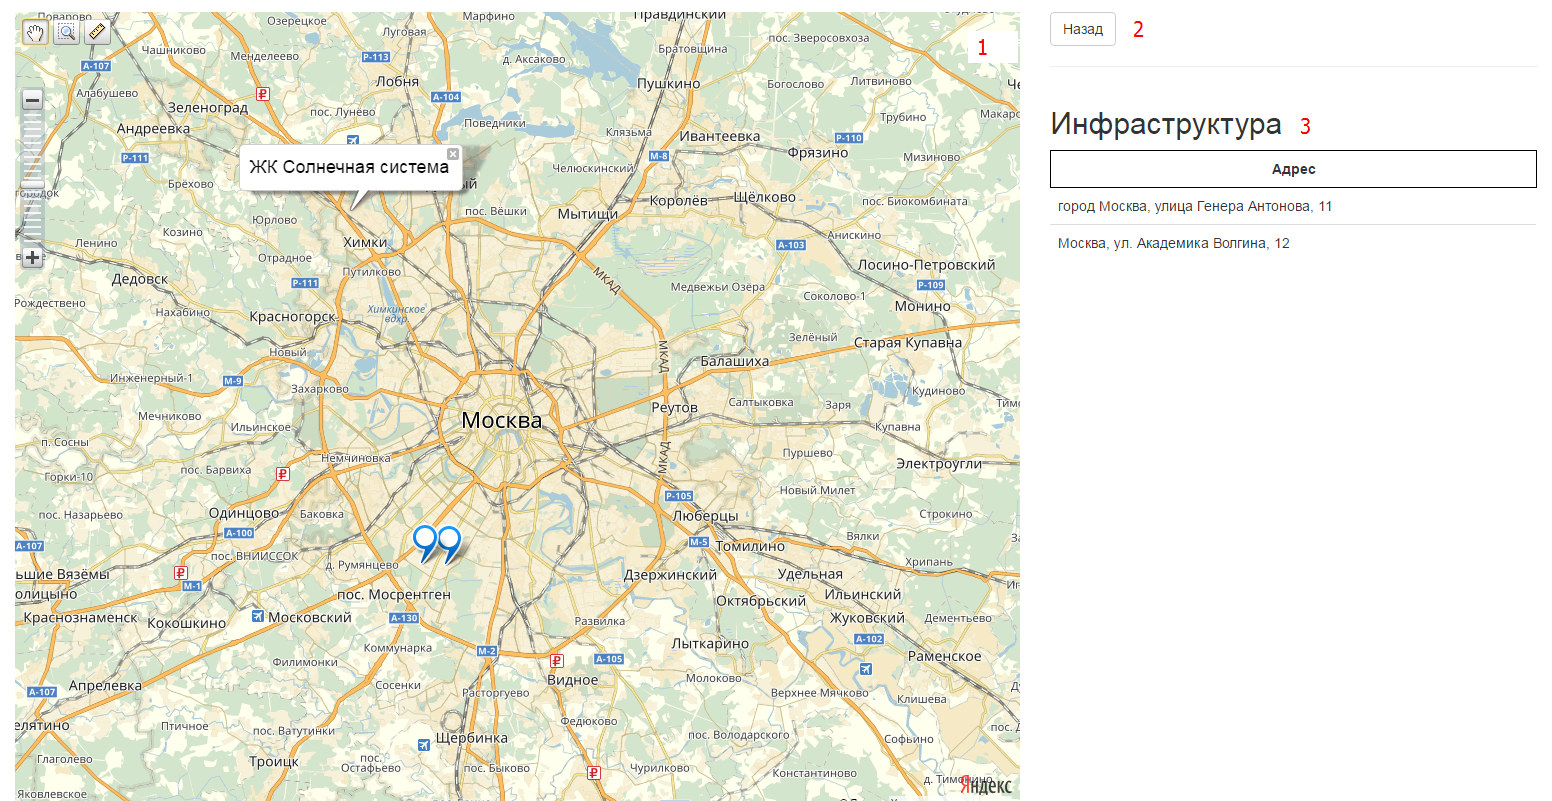 Поварово
Озерецкое
Марфино
Правдинский
Чашниково
Луговая
Менделеево
Р-113
д. Аксаково
Братовщина
пос. Зверосовхоза
1
А-107
Лобня
Пушкино
Богослово
Литвиново
Алабушево
Зеленоград
А-104
пос. Лунёво
Поведники
Клязьма
Ивантеевка
Трубино
Андреевка
Р-110
Р-111
М-8
Фрязино
Мизиново
ЖК Солнечная система
Челюскинский
Брёхово
Королёв
Щёлково
пос. Биокомбината
Юрлово
пос. Вёшки
Мытищи
Козино
Химки
Анискино
Ленино
А-103
Отрадное
Путилково
Лосино-Петровский
Дедовск
Р-111
МКАД
Медвежьи Озёра
Р-109
Соколово-1
Рождествено
Нахабино
Красногорск
Химкинское
вдхр.
Монино
МКАД
Зелёный
Старая Купавна
Новый
Балашиха
Инженерный-1
М-9
Захарково
Кудиново
Мечниково
Реутов
Салтыковка
Заря
Москва
Ильинское
Купавна
п. Сосны
МКАД
Немчиновка
Пуршево
Горки-10
пос. Барвиха
Электроугли
Р-105
Новый Милет
пос. Назарьево
Одинцово
Баковка
Люберцы
Строкино
А-100
А-107
М-5
Томилино
Вялки
пос. ВНИИССОК
д. Румянцево
Хрипань
М-1
Дзержинский
Удельная
пос. Мосрентген
Октябрьский
Ильинский
Краснознаменск
Кокошкино
Московский
А-130
Развилка
Жуковский
Дементьево
А-102
Коммунарка
М-2
Лыткарино
Филимонки
А-105
Раменское
Апрелевка
Сосенки
Видное
Молоково
А-107
Расторгуево
Верхнее Мячково
Клишева
Птичное
пос. Ватутинки
Федюково
Щербинка
пос. Володарского
Софьино
Глаголево
Троицк
пос.
Остафьево
пос. Быково
Чурилково
Константиново
д. Тимонино
Яковлевское
Яндекс
Назад
2
Инфраструктура 3
Адрес
город Москва, улица Генера Антонова, 11
Москва, ул. Академика Волгина, 12